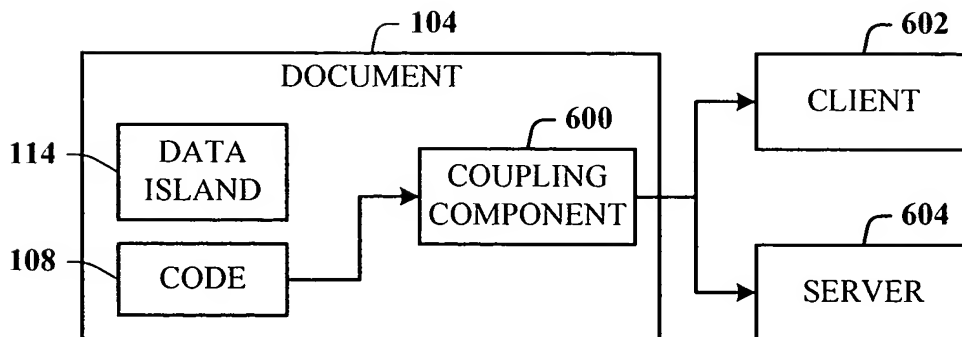 104
602
DOCUMENT
CLIENT
600
114
DATA
ISLAND
COUPLING
COMPONENT
604
108
CODE
SERVER